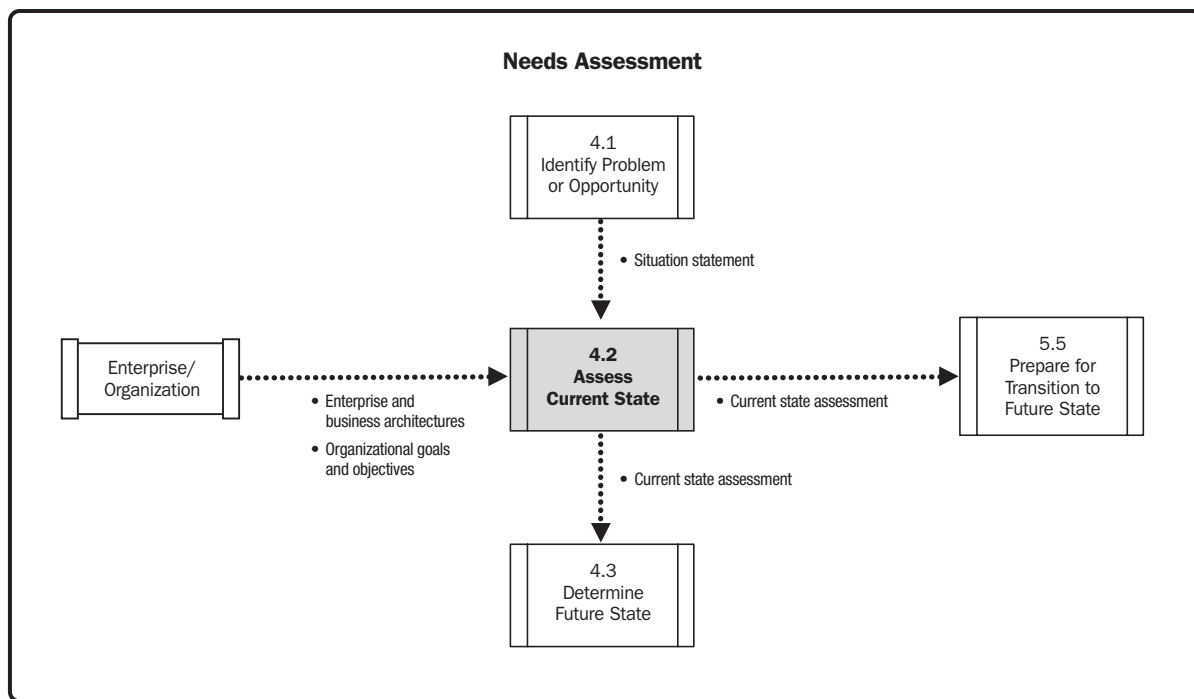 Needs Assessment
4.1
Identify Problem
or Opportunity
• Situation statement
Enterprise/
Organization
• Enterprise and
business architectures
• Organizational goals
and objectives
4.2
Assess
Current State
• Current state assessment
5.5
Prepare for
Transition to
Future State
• Current state assessment
4.3
Determine
Future State